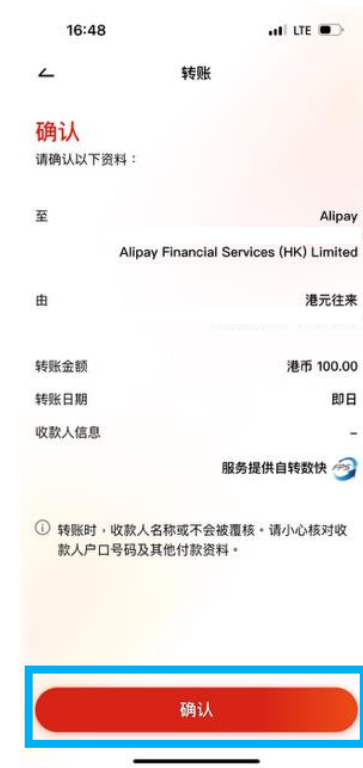 16:48 LTE
转账
确认
请确认以下资料：
至 Alipay
Alipay Financial Services (HK) Limited
由 港元往来
转账金额 港币 100.00
转账日期 即日
收款人信息 –
服务提供自转数快 FPS
转账时，收款人名称或不会被覆核。请小心核对收
款人户口号码及其他付款资料。
确认